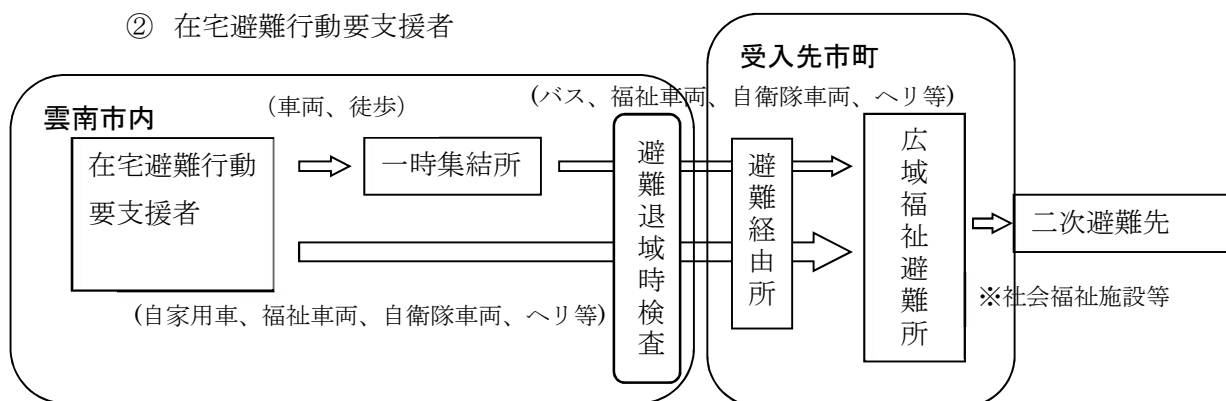 ② 在宅避難行動要支援者
受入先市町
(車両、徒歩)
(バス、福祉車両、自衛隊車両、ヘリ等)
雲南市内
在宅避難行動
要支援者
一時集結所
避難退域時検査
避難経由所
広域福祉避難所
二次避難先
(自家用車、福祉車両、自衛隊車両、ヘリ等)
※社会福祉施設等